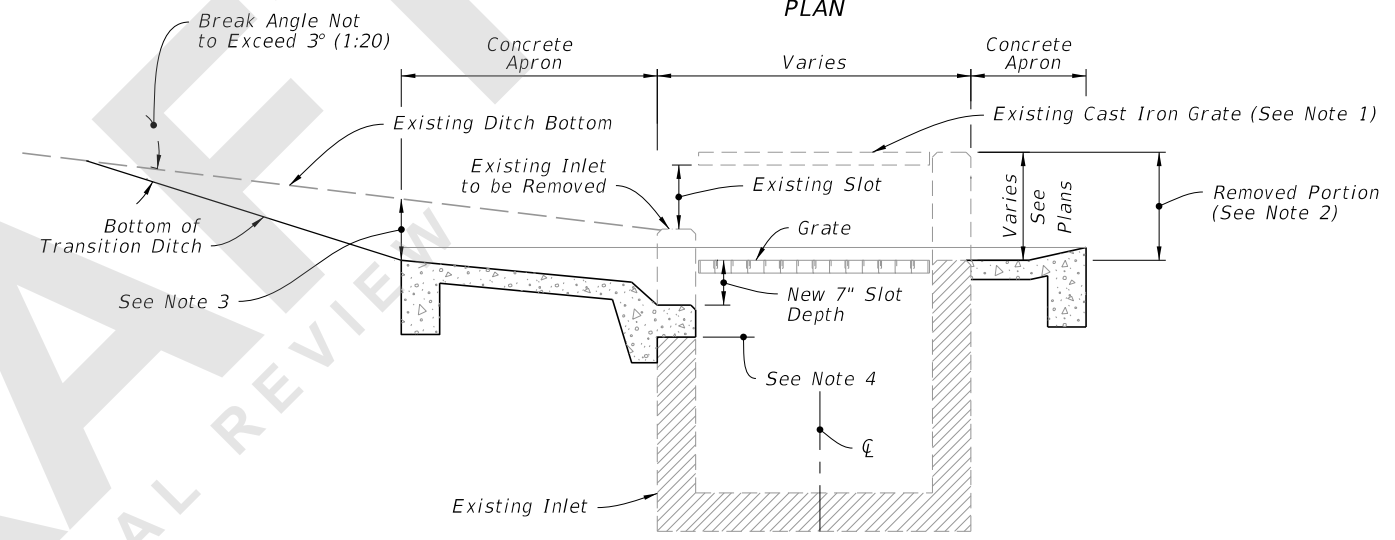 PLAN
Break Angle Not
to Exceed 3° (1:20)
Concrete
Apron
Varies
Concrete
Apron
Existing Ditch Bottom
Existing Cast Iron Grate (See Note 1)
Existing Inlet
to be Removed
Existing Slot
Varies
See
Plans
Removed Portion
(See Note 2)
Bottom of
Transition Ditch
Grate
See Note 3
New 7" Slot
Depth
See Note 4
℄
Existing Inlet
AL REVIEW